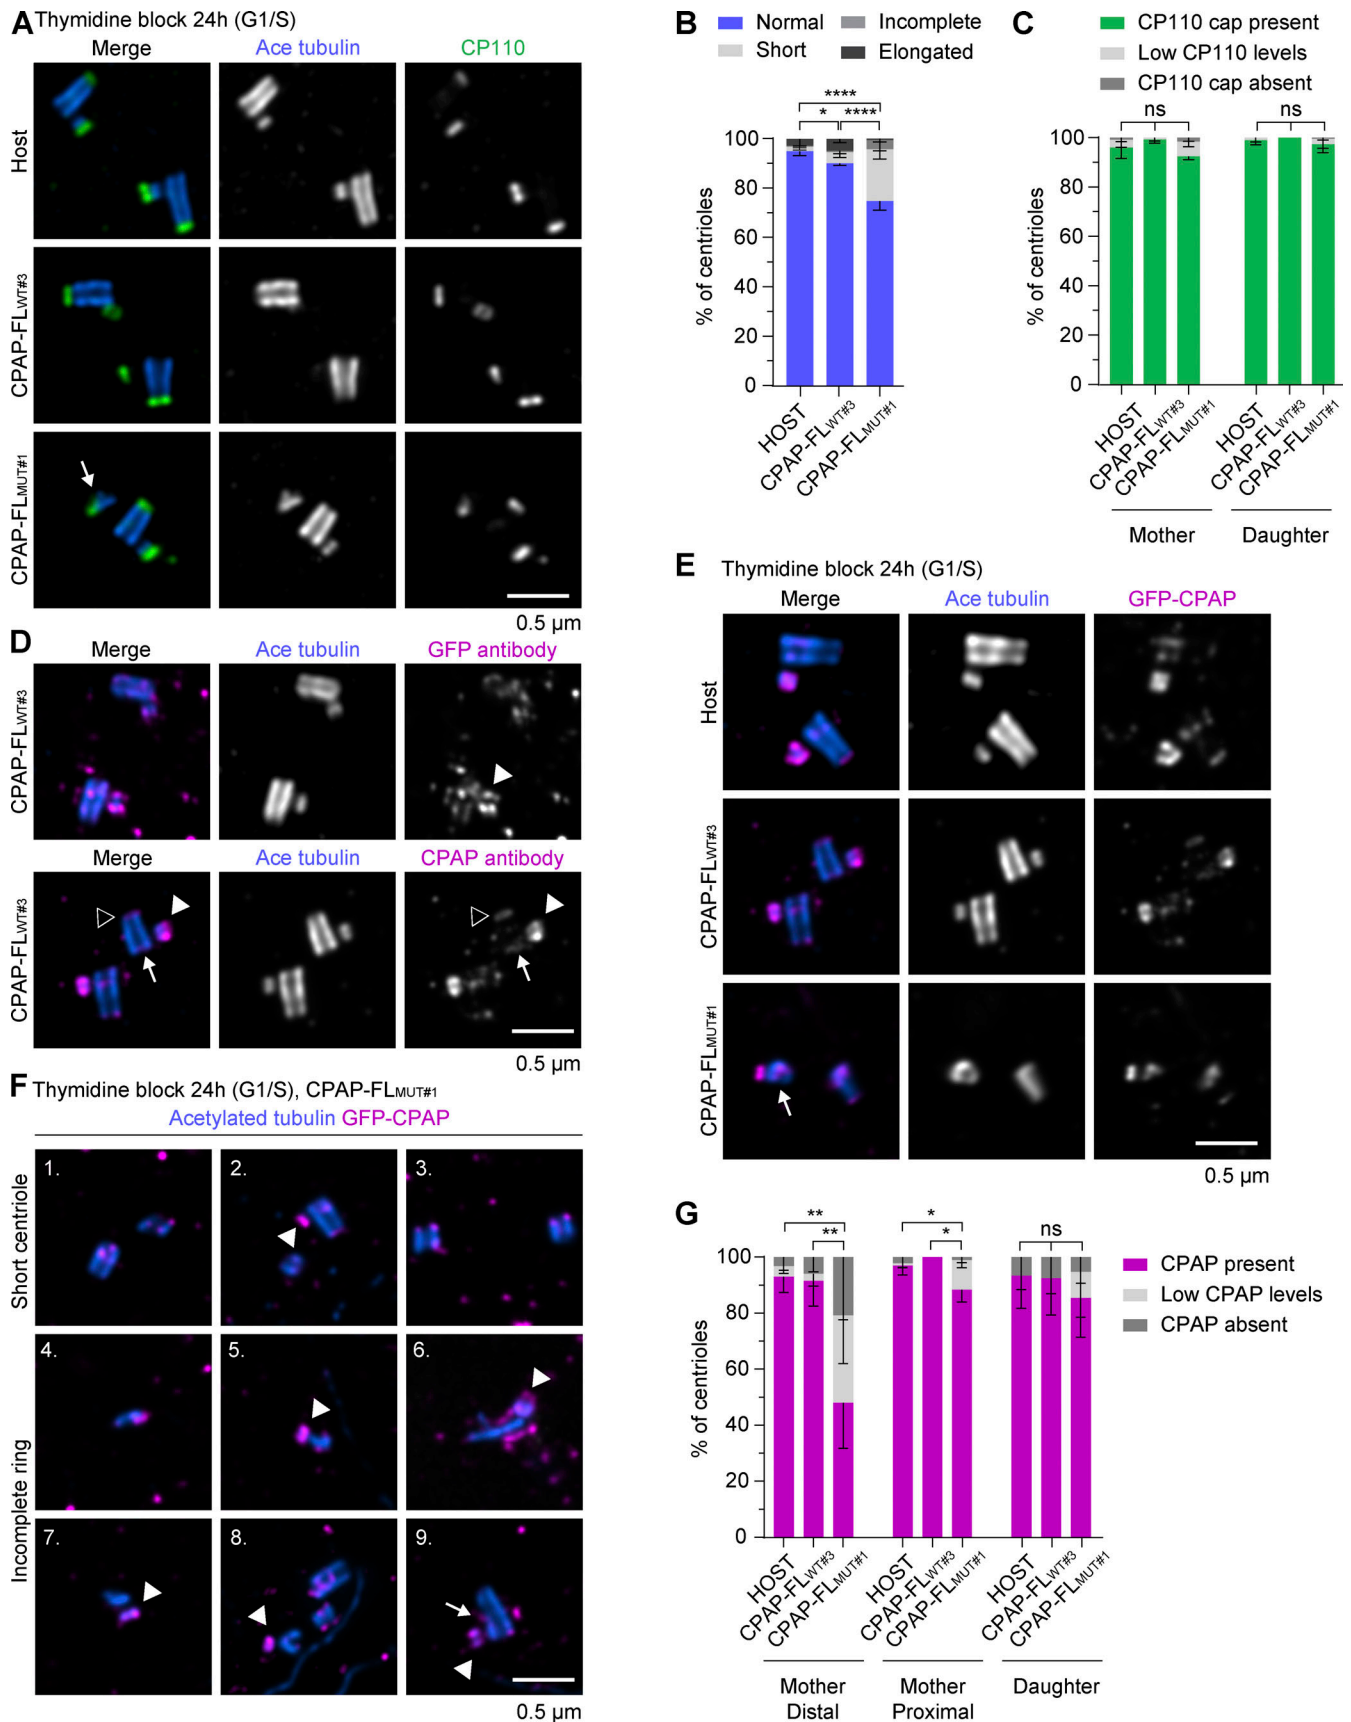 A Thymidine block 24h (G1/S)
Merge Ace tubulin CP110
Host
CPAP-FLWT#3
CPAP-FLMUT#1
0.5 µm
B
Normal Incomplete
Short Elongated
****
* ****
% of centrioles
100
80
60
40
20
0
HOST
CPAP-FLWT#3
CPAP-FLMUT#1
C
CP110 cap present
Low CP110 levels
CP110 cap absent
ns ns
% of centrioles
100
80
60
40
20
0
HOST
CPAP-FLWT#3
CPAP-FLMUT#1
HOST
CPAP-FLWT#3
CPAP-FLMUT#1
Mother Daughter
D
Merge Ace tubulin GFP antibody
CPAP-FLWT#3
Merge Ace tubulin CPAP antibody
CPAP-FLWT#3
0.5 µm
E Thymidine block 24h (G1/S)
Merge Ace tubulin GFP-CPAP
Host
CPAP-FLWT#3
CPAP-FLMUT#1
0.5 µm
F Thymidine block 24h (G1/S), CPAP-FLMUT#1
Acetylated tubulin GFP-CPAP
Short centriole
1. 2. 3.
Incomplete ring
4. 5. 6.
7. 8. 9.
0.5 µm
G
** * ns
** *
CPAP present
Low CPAP levels
CPAP absent
% of centrioles
100
80
60
40
20
0
HOST
CPAP-FLWT#3
CPAP-FLMUT#1
HOST
CPAP-FLWT#3
CPAP-FLMUT#1
HOST
CPAP-FLWT#3
CPAP-FLMUT#1
Mother Distal
Mother Proximal
Daughter